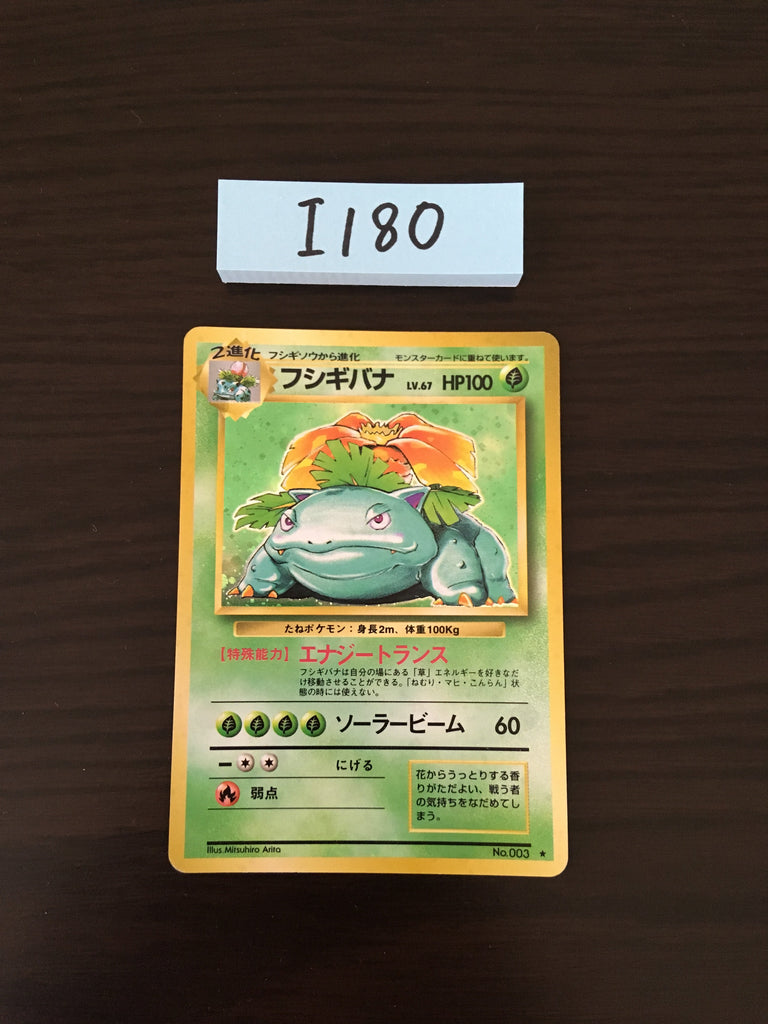 I180
2進化 フシギソウから進化 モンスターカードに重ねて使います。
フシギバナ LV.67 HP100
たねポケモン：身長2m、体重100Kg
【特殊能力】エナジートランス
フシギバナは自分の場にある「草」エネルギーを好きなだ
け移動させることができる。「ねむり・マヒ・こんらん」状
態の時には使えない。
ソーラービーム 60
ー にげる
弱点
花からうっとりする香
りがただよい、戦う者
の気持ちをなだめてし
まう。
Illus.Mitsuhiro Arita No.003 ★